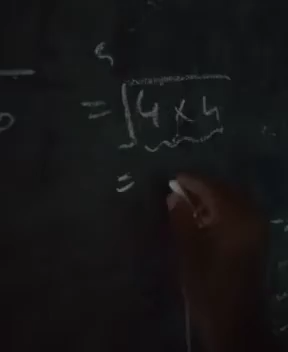 = √4 × 4
=